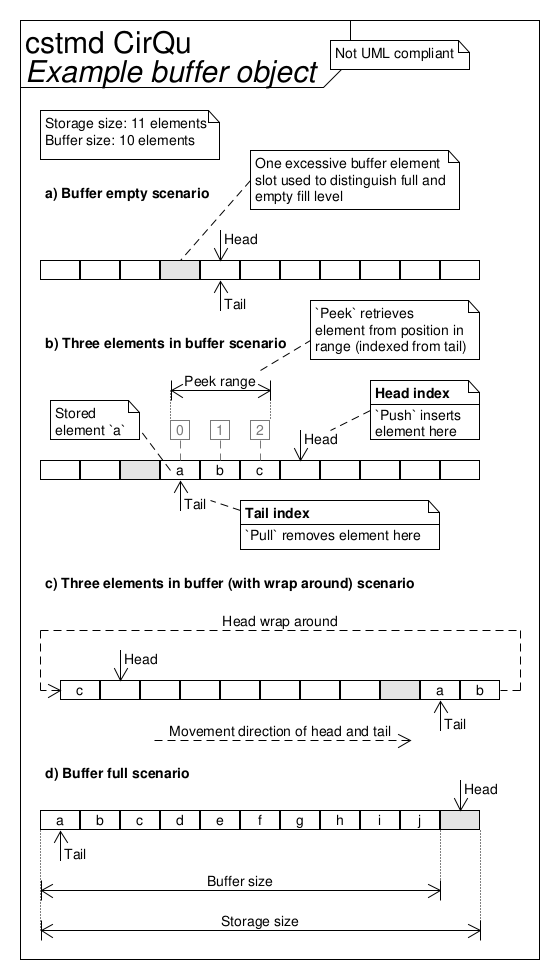 cstmd CirQu
Example buffer object
Not UML compliant
Storage size: 11 elements
Buffer size: 10 elements
One excessive buffer element
slot used to distinguish full and
empty fill level
a) Buffer empty scenario
Head
Tail
`Peek` retrieves
element from position in
range (indexed from tail)
b) Three elements in buffer scenario
Peek range
Head index
`Push` inserts
element here
Stored
element `a`
0 1 2
Head
a b c
Tail
Tail index
`Pull` removes element here
c) Three elements in buffer (with wrap around) scenario
Head wrap around
Head
c a b
Tail
Movement direction of head and tail
d) Buffer full scenario
Head
a b c d e f g h i j
Tail
Buffer size
Storage size